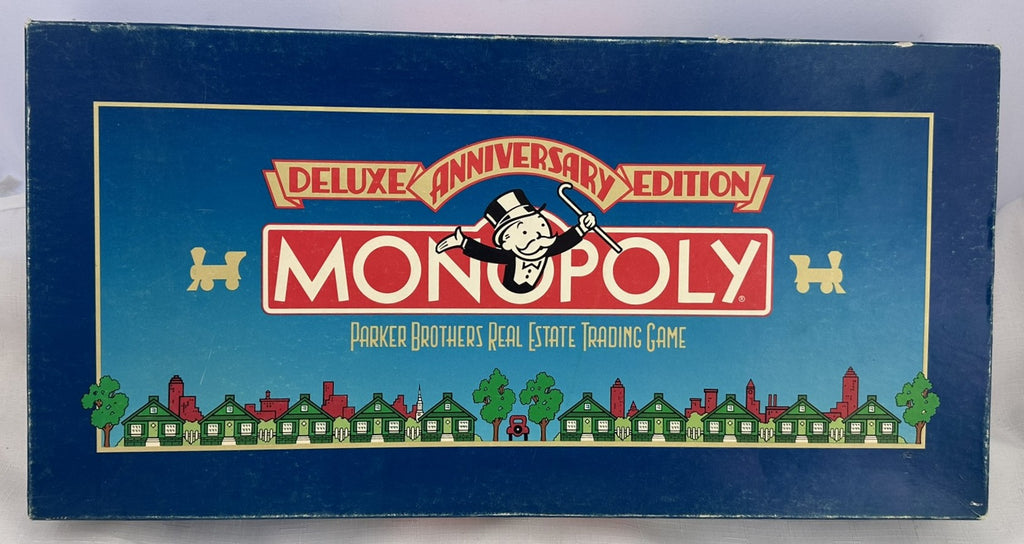 DELUXE ANNIVERSARY EDITION
MONOPOLY®
PARKER BROTHERS REAL ESTATE TRADING GAME